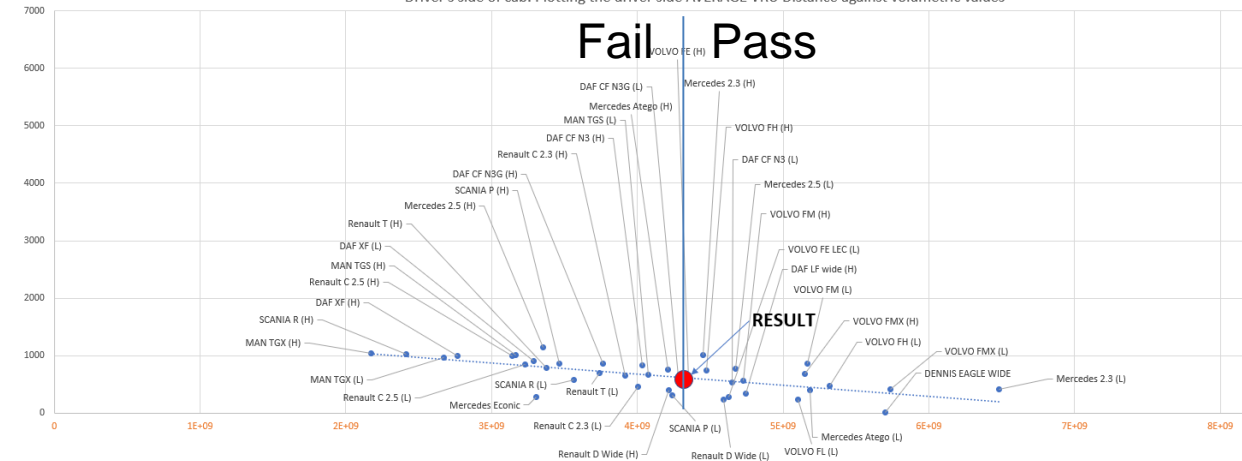 7000
Fail Pass
VOLVO FE (H)
6000
DAF CF N3G (L)
Mercedes 2.3 (H)
Mercedes Atego (H)
MAN TGS (L)
5000
VOLVO FH (H)
DAF CF N3 (H)
Renault C 2.3 (H)
DAF CF N3 (L)
DAF CF N3G (H)
4000
SCANIA P (H)
Mercedes 2.5 (L)
Mercedes 2.5 (H)
VOLVO FM (H)
Renault T (H)
3000
DAF XF (L)
VOLVO FE LEC (L)
MAN TGS (H)
DAF LF wide (H)
Renault C 2.5 (H)
VOLVO FM (L)
2000
DAF XF (H)
SCANIA R (H)
RESULT
VOLVO FMX (H)
MAN TGX (H)
VOLVO FH (L)
1000
VOLVO FMX (L)
DENNIS EAGLE WIDE
MAN TGX (L)
SCANIA R (L)
Mercedes 2.3 (L)
Renault C 2.5 (L)
Renault T (L)
Mercedes Econic
0
Renault C 2.3 (L)
SCANIA P (L)
Mercedes Atego (L)
Renault D Wide (H)
Renault D Wide (L)
VOLVO FL (L)
0 1E+09 2E+09 3E+09 4E+09 5E+09 6E+09 7E+09 8E+09